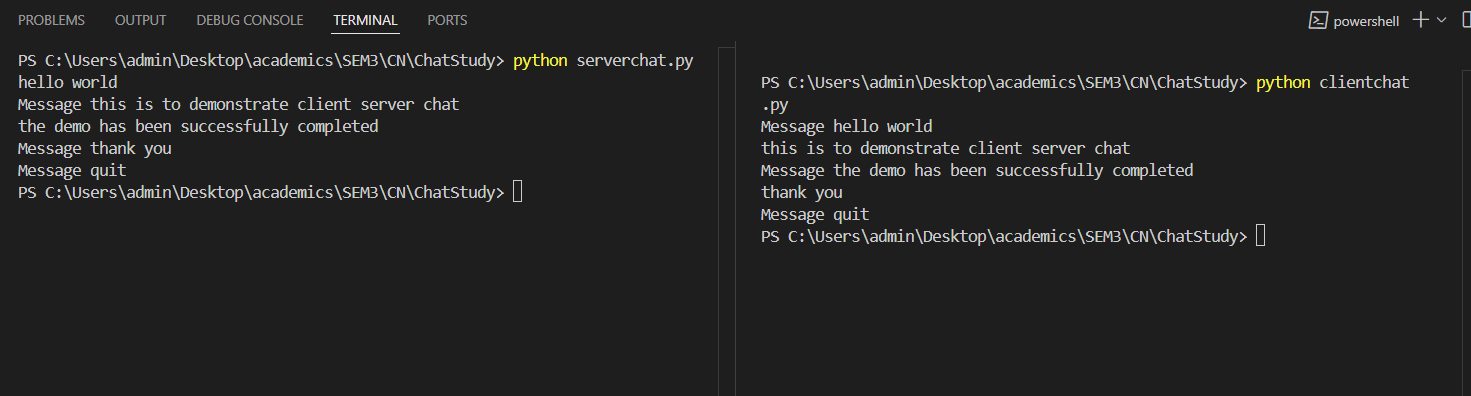 PROBLEMS OUTPUT DEBUG CONSOLE TERMINAL PORTS
powershell
PS C:\Users\admin\Desktop\academics\SEM3\CN\ChatStudy> python serverchat.py
hello world
Message this is to demonstrate client server chat
the demo has been successfully completed
Message thank you
Message quit
PS C:\Users\admin\Desktop\academics\SEM3\CN\ChatStudy>
PS C:\Users\admin\Desktop\academics\SEM3\CN\ChatStudy> python clientchat
.py
Message hello world
this is to demonstrate client server chat
Message the demo has been successfully completed
thank you
Message quit
PS C:\Users\admin\Desktop\academics\SEM3\CN\ChatStudy>